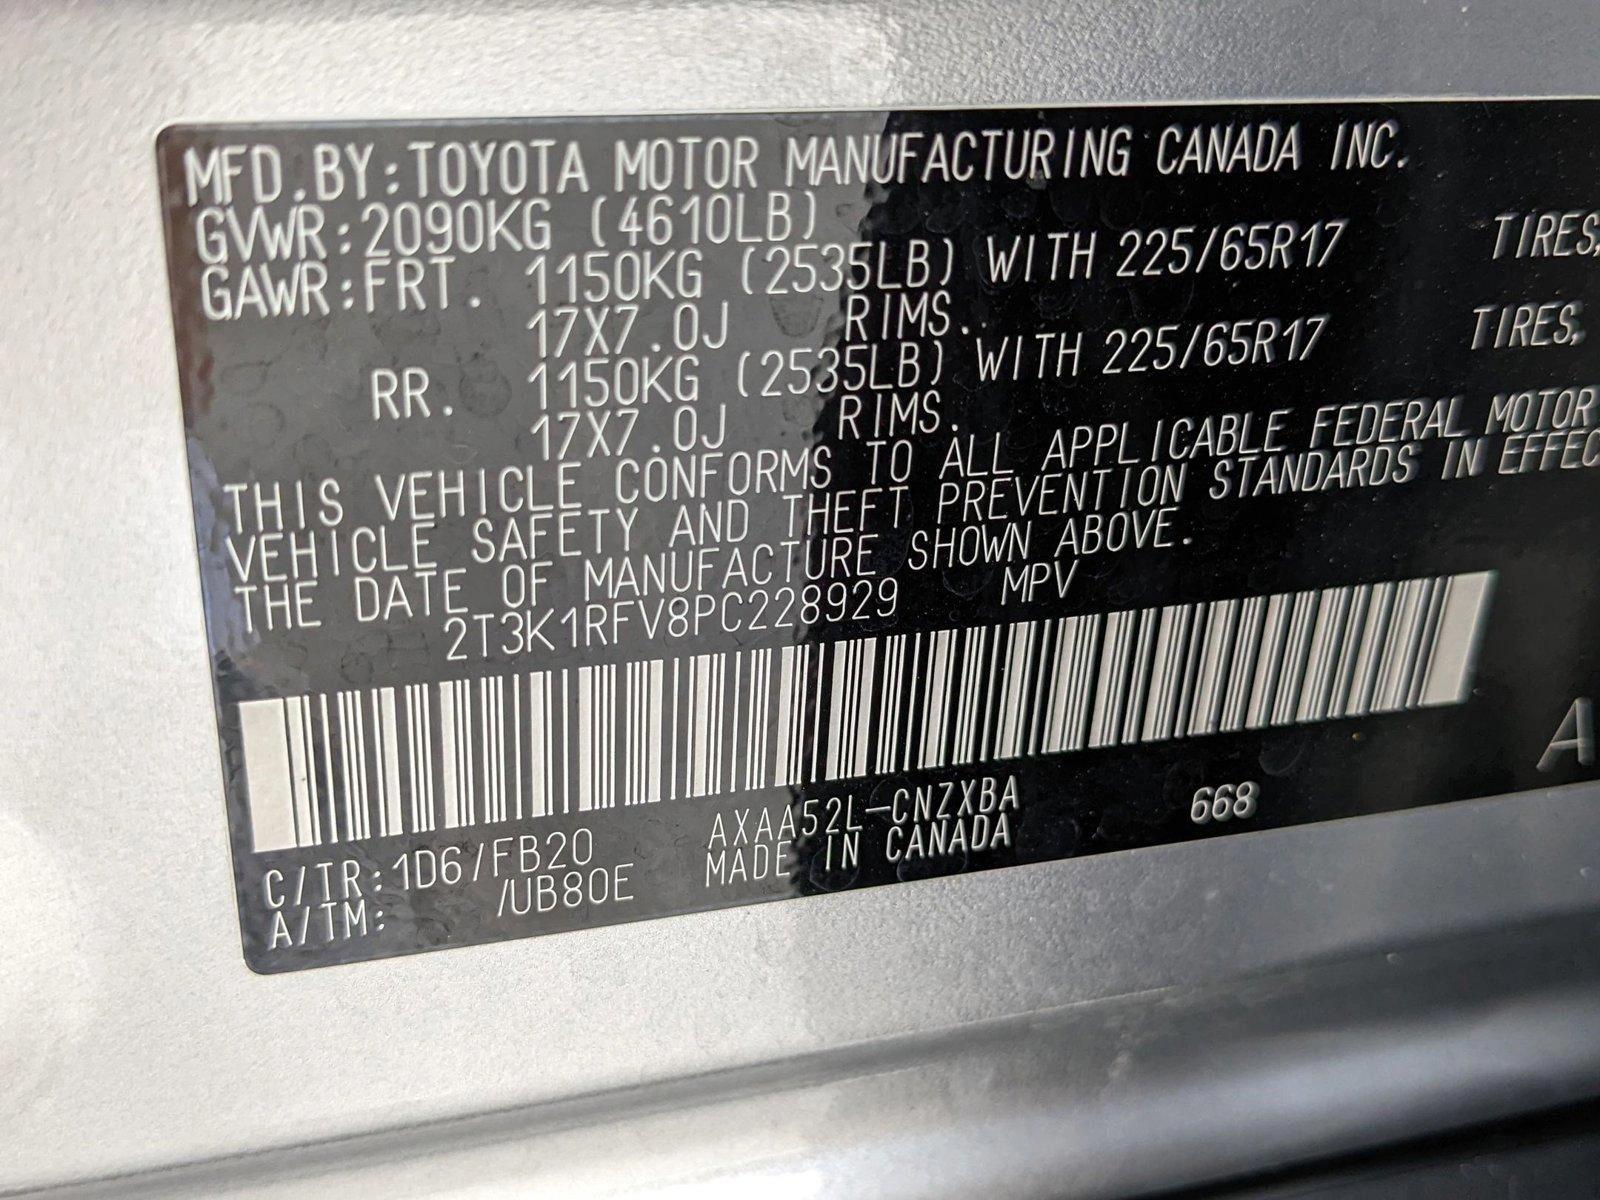 MFD.BY:TOYOTA MOTOR MANUFACTURING CANADA INC.
GVWR:2090KG (4610LB)
GAWR:FRT. 1150KG (2535LB) WITH 225/65R17 TIRES,
17X7.0J RIMS.
RR. 1150KG (2535LB) WITH 225/65R17 TIRES,
17X7.0J RIMS.
THIS VEHICLE CONFORMS TO ALL APPLICABLE FEDERAL MOTOR
VEHICLE SAFETY AND THEFT PREVENTION STANDARDS IN EFFEC
THE DATE OF MANUFACTURE SHOWN ABOVE.
2T3K1RFV8PC228929 MPV
A
C/TR:1D6/FB20 AXAA52L-CNZXBA 668
A/TM: /UB80E MADE IN CANADA